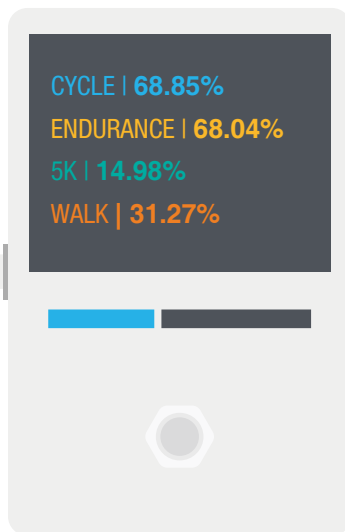 CYCLE | 68.85%
ENDURANCE | 68.04%
5K | 14.98%
WALK | 31.27%